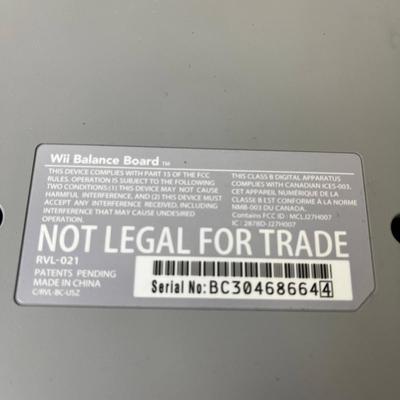 Wii Balance Board™
THIS DEVICE COMPLIES WITH PART 15 OF THE FCC
RULES. OPERATION IS SUBJECT TO THE FOLLOWING
TWO CONDITIONS:(1) THIS DEVICE MAY NOT CAUSE
HARMFUL INTERFERENCE, (2) THIS DEVICE MUST
ACCEPT ANY INTERFERENCE RECEIVED, INCLUDING
INTERFERENCE THAT MAY CAUSE UNDESIRED
OPERATION.
THIS CLASS B DIGITAL APPARATUS
COMPLIES WITH CANADIAN ICES-003.
CET APPAREIL NUMÉRIQUE DE LA
CLASSE B EST CONFORME À LA NORME
NMB-003 DU CANADA.
Contains FCC ID : MCLJ27H007
IC : 2878D-J27H007
NOT LEGAL FOR TRADE
RVL-021
PATENTS PENDING
MADE IN CHINA
C/RVL-BC-USZ
Serial No: BC304686644